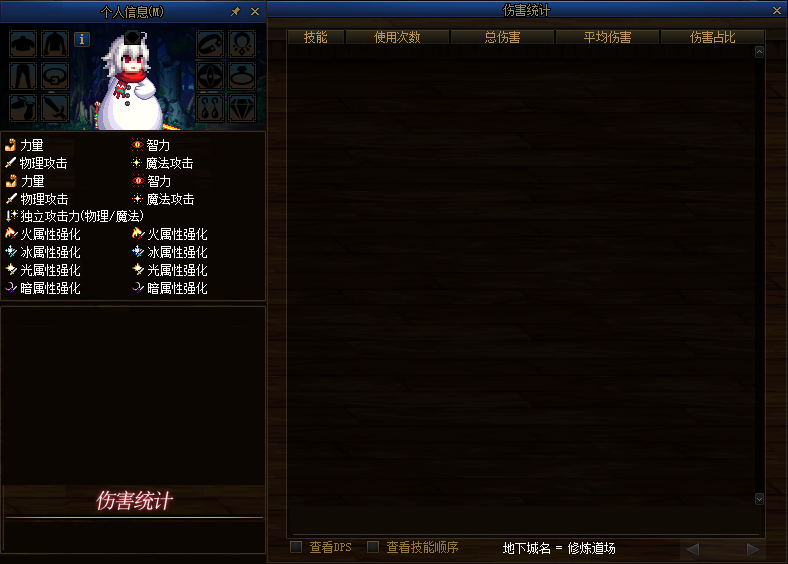 个人信息(M)
伤害统计
技能 使用次数 总伤害 平均伤害 伤害占比
i
力量 智力
物理攻击 魔法攻击
力量 智力
物理攻击 魔法攻击
独立攻击力(物理/魔法)
火属性强化 火属性强化
冰属性强化 冰属性强化
光属性强化 光属性强化
暗属性强化 暗属性强化
伤害统计
查看DPS 查看技能顺序 地下城名 = 修炼道场